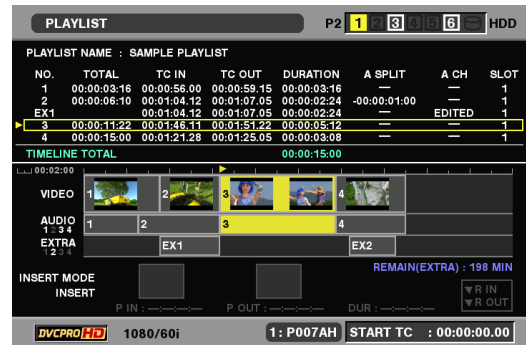 PLAYLIST P2 1 2 3 4 5 6 HDD
PLAYLIST NAME : SAMPLE PLAYLIST
NO. TOTAL TC IN TC OUT DURATION A SPLIT A CH SLOT
1 00:00:03:16 00:00:56.00 00:00:59.15 00:00:03:16 — — 1
2 00:00:06:10 00:01:04.12 00:01:07.05 00:00:02:24 -00:00:01:00 — 1
EX1 00:01:04.12 00:01:07.05 00:00:02:24 EDITED 1
3 00:00:11:22 00:01:46.11 00:01:51.22 00:00:05:12 — — 1
4 00:00:15:00 00:01:21.28 00:01:25.05 00:00:03:08 — — 1
TIMELINE TOTAL 00:00:15:00
00:02:00
VIDEO 1 2 3 4
AUDIO 1 2 3 4
1 2 3 4
EXTRA EX1 EX2
1 2 3 4
REMAIN(EXTRA) : 198 MIN
INSERT MODE
INSERT
▼R IN
▼R OUT
P IN : --:--:--:-- P OUT : --:--:--:-- DUR : --:--:--:--
DVCPRO HD 1080/60i 1 : P007AH START TC : 00:00:00.00